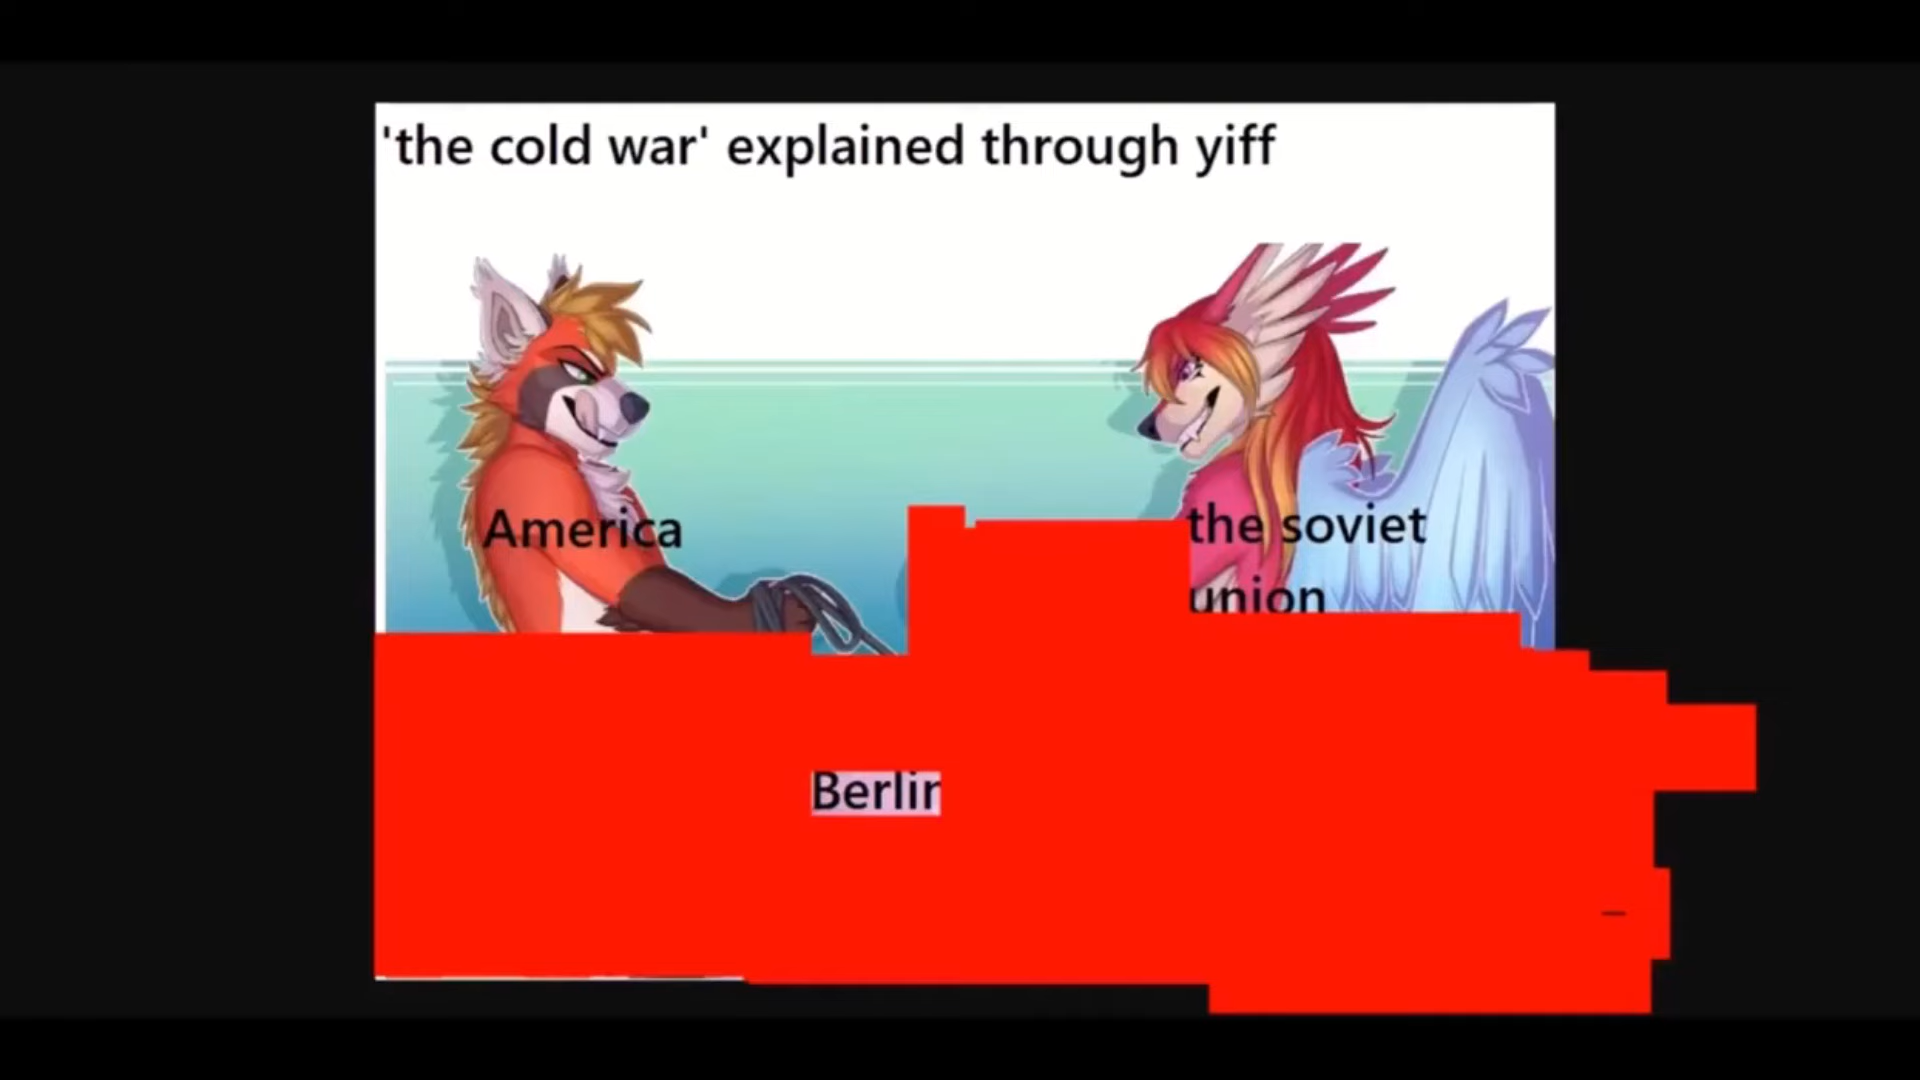 'the cold war' explained through yiff
America
the soviet
union
Berlin